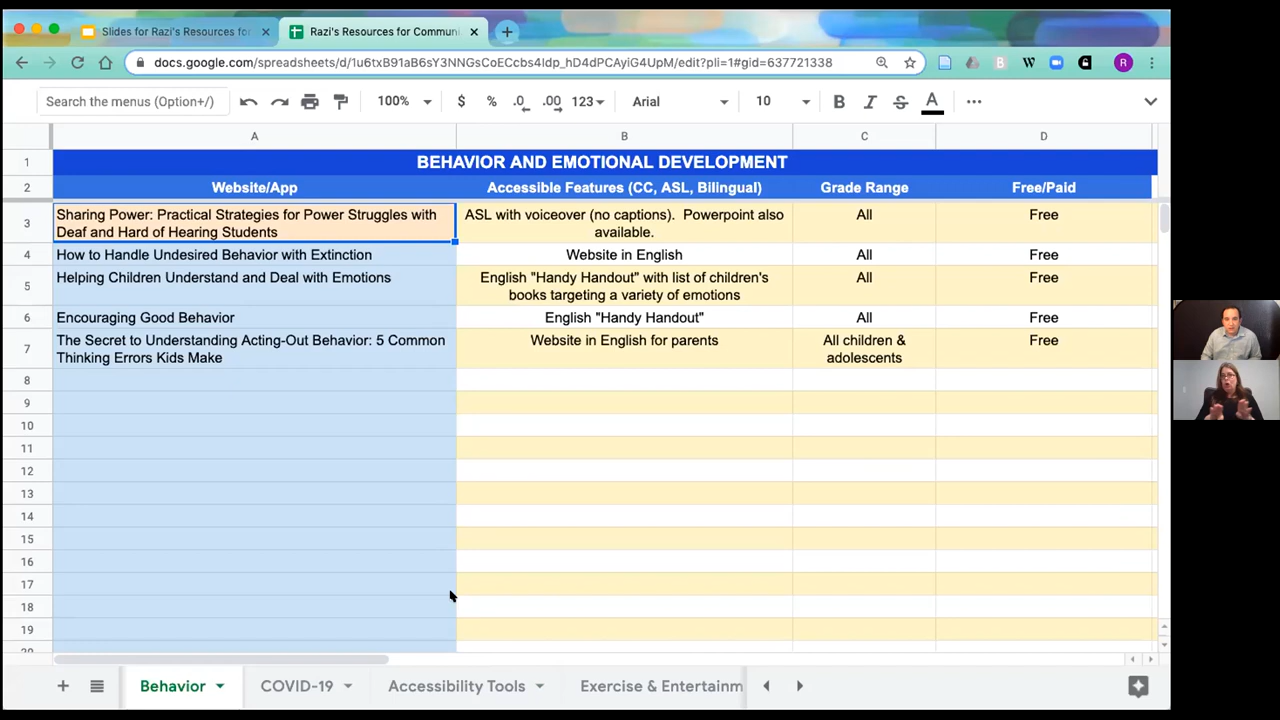 Slides for Razi's Resources for
Razi's Resources for Communi
docs.google.com/spreadsheets/d/1u6txB91aB6sY3NNGsCoECcbs4Idp_hD4dPCAyiG4UpM/edit?pli=1#gid=637721338
B W R
Search the menus (Option+/)
100% $ % .0 .00 123 Arial 10 B I S A
A B C D
1 BEHAVIOR AND EMOTIONAL DEVELOPMENT
2 Website/App Accessible Features (CC, ASL, Bilingual) Grade Range Free/Paid
3 Sharing Power: Practical Strategies for Power Struggles with ASL with voiceover (no captions). Powerpoint also All Free
Deaf and Hard of Hearing Students available.
4 How to Handle Undesired Behavior with Extinction Website in English All Free
5 Helping Children Understand and Deal with Emotions English "Handy Handout" with list of children's All Free
books targeting a variety of emotions
6 Encouraging Good Behavior English "Handy Handout" All Free
7 The Secret to Understanding Acting-Out Behavior: 5 Common Website in English for parents All children & Free
Thinking Errors Kids Make adolescents
8
9
10
11
12
13
14
15
16
17
18
19
Behavior COVID-19 Accessibility Tools Exercise & Entertainm